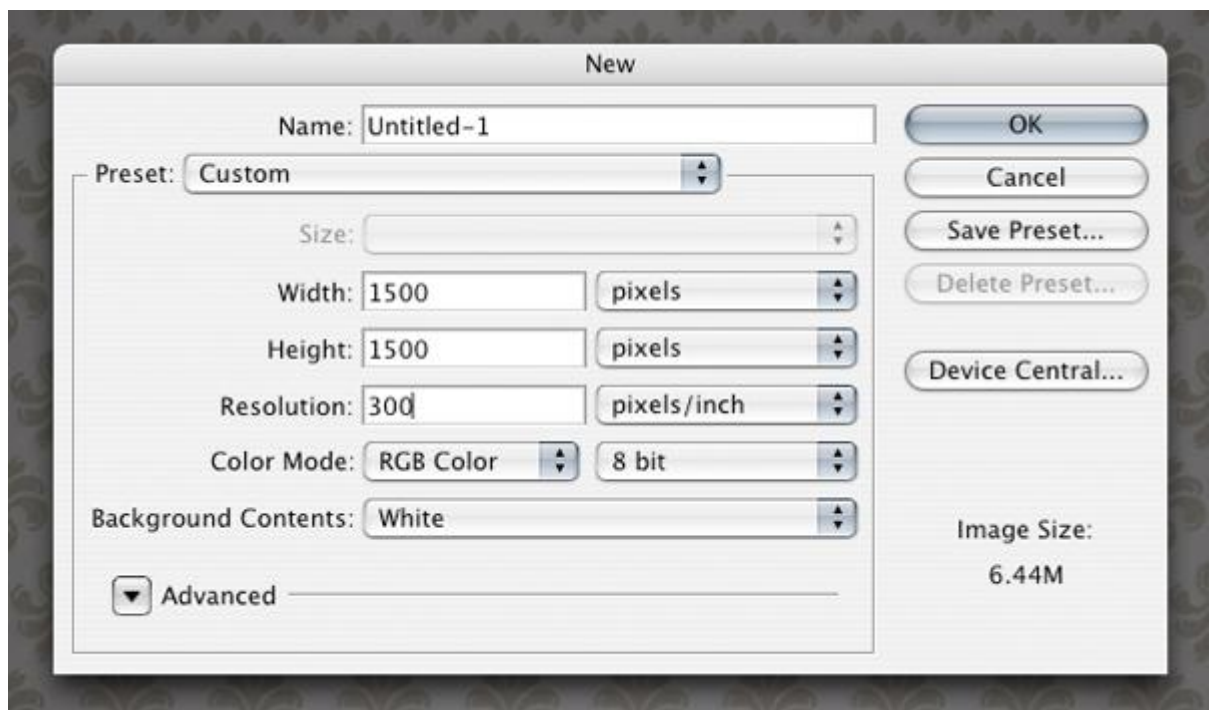 New
Name: Untitled-1
OK
Preset: Custom
Cancel
Size:
Save Preset...
Width: 1500 pixels
Delete Preset...
Height: 1500 pixels
Device Central...
Resolution: 300 pixels/inch
Color Mode: RGB Color 8 bit
Background Contents: White
Image Size:
6.44M
Advanced